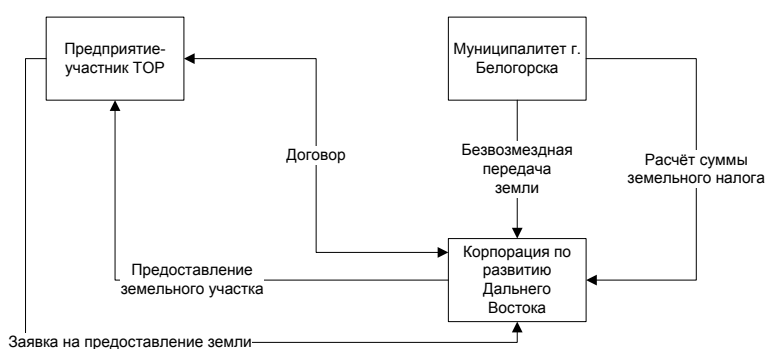 Предприятие-
участник ТОР
Муниципалитет г.
Белогорска
Договор
Безвозмездная
передача
земли
Расчёт суммы
земельного налога
Предоставление
земельного участка
Корпорация по
развитию
Дальнего
Востока
Заявка на предоставление земли